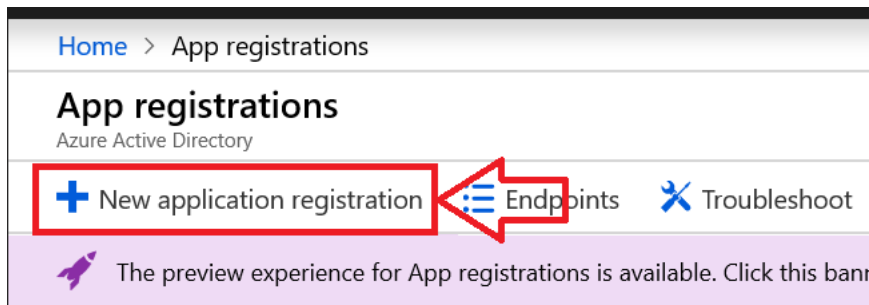 Home > App registrations
App registrations
Azure Active Directory
New application registration Endpoints Troubleshoot
The preview experience for App registrations is available. Click this